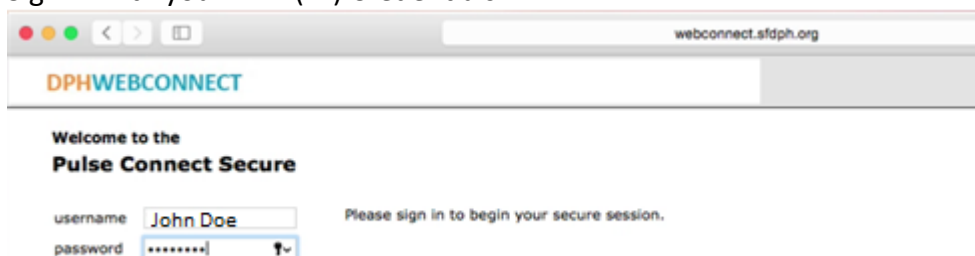 webconnect.sfdph.org
DPHWEBCONNECT
Welcome to the
Pulse Connect Secure
username John Doe Please sign in to begin your secure session.
password ••••••••